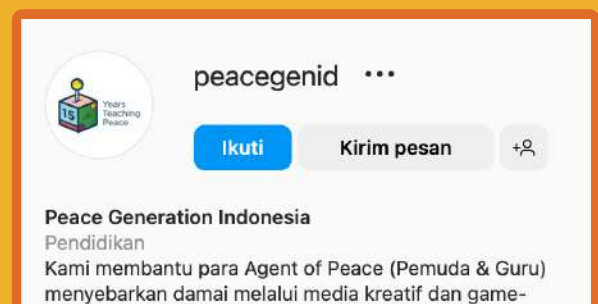 peacegenid ...
15
Years
Teaching
Peace
Ikuti
Kirim pesan
Peace Generation Indonesia
Pendidikan
Kami membantu para Agent of Peace (Pemuda & Guru)
menyebarkan damai melalui media kreatif dan game-